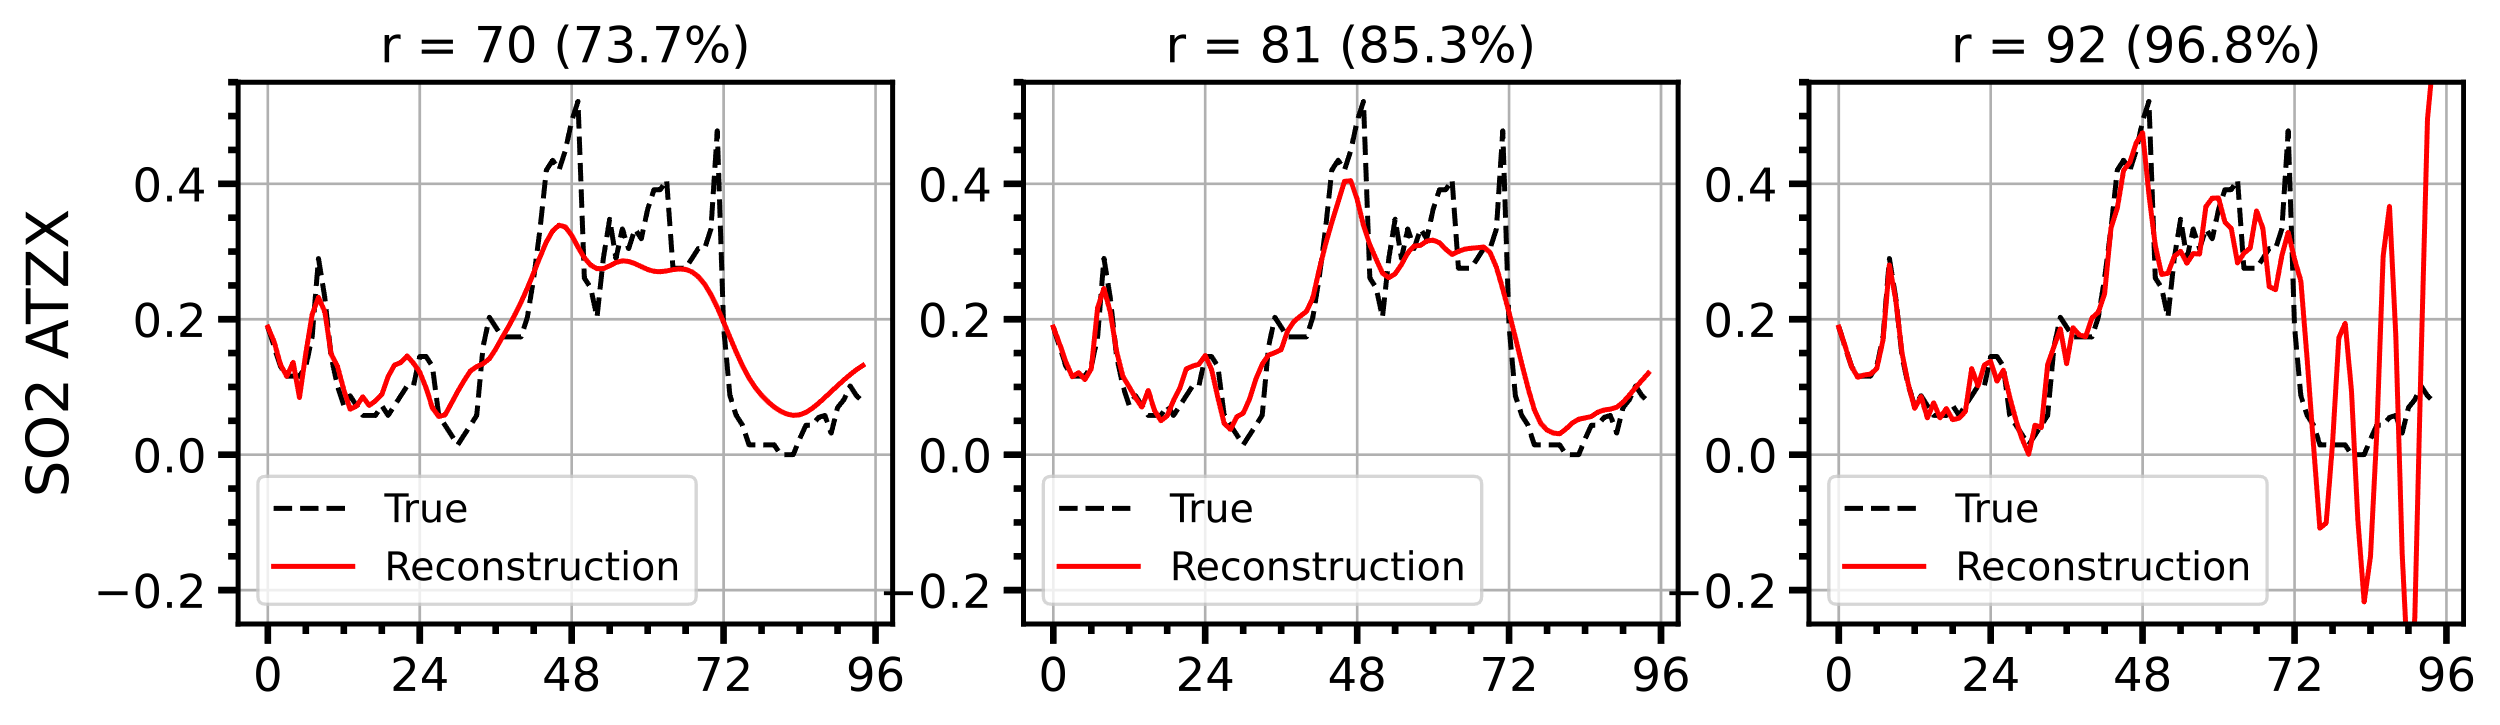 r = 70 (73.7%)
r = 81 (85.3%)
r = 92 (96.8%)
SO2 ATZX
0.4
0.2
0.0
−0.2
True
Reconstruction
0 24 48 72 96
0.4
0.2
0.0
−0.2
True
Reconstruction
0 24 48 72 96
0.4
0.2
0.0
−0.2
True
Reconstruction
0 24 48 72 96